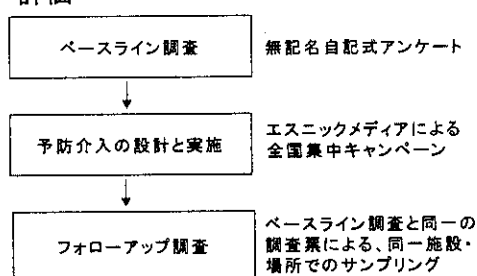 ベースライン調査
無記名自記式アンケート
予防介入の設計と実施
エスニックメディアによる
全国集中キャンペーン
フォローアップ調査
ベースライン調査と同一の
調査票による、同一施設・
場所でのサンプリング